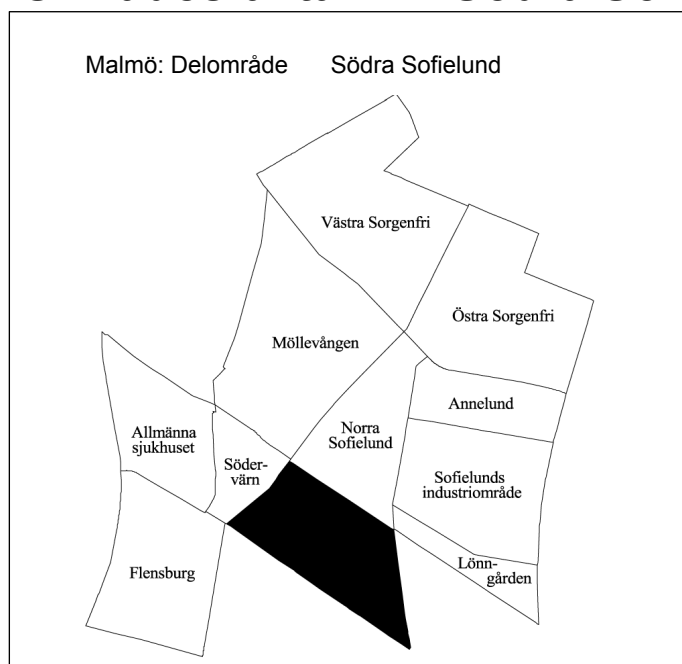 Malmö: Delområde Södra Sofielund
Västra Sorgenfri
Östra Sorgenfri
Möllevången
Annelund
Norra
Sofielund
Allmänna
sjukhuset
Söder-
värn
Sofielunds
industriområde
Lönn-
gården
Flensburg